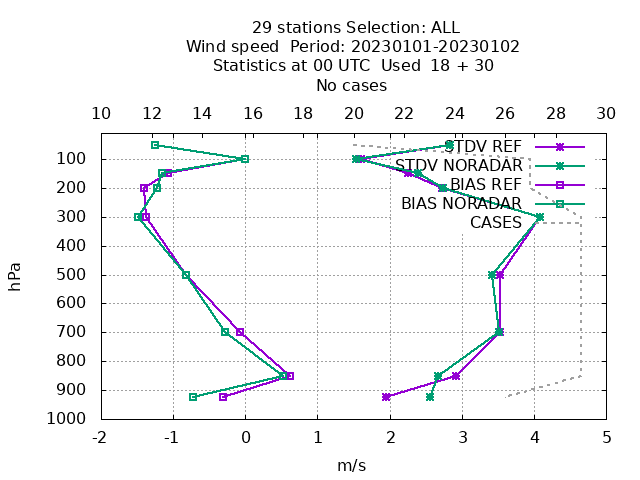 29 stations Selection: ALL
Wind speed  Period: 20230101-20230102
Statistics at 00 UTC  Used  18 + 30
No cases
10 12 14 16 18 20 22 24 26 28 30
STDV REF
STDV NORADAR
BIAS REF
BIAS NORADAR
CASES
hPa
100
200
300
400
500
600
700
800
900
1000
-2 -1 0 1 2 3 4 5
m/s